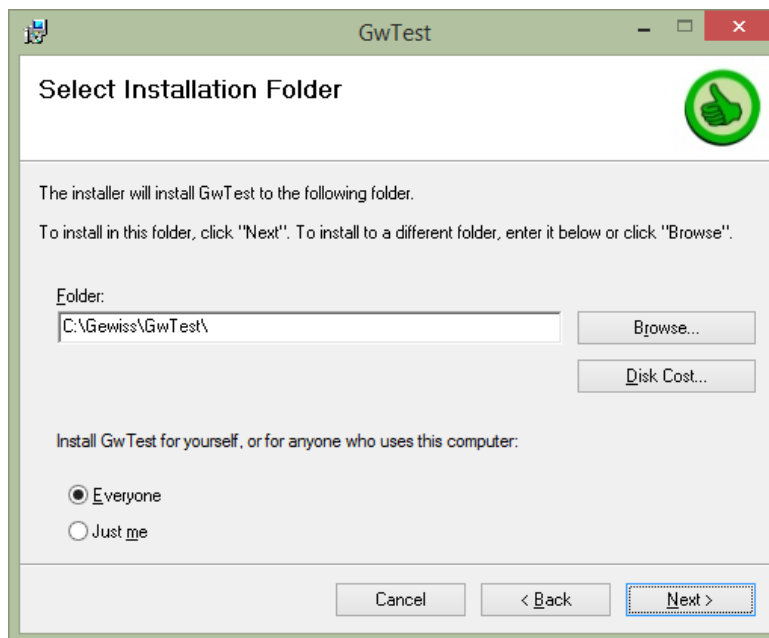 GwTest
Select Installation Folder
The installer will install GwTest to the following folder.
To install in this folder, click "Next". To install to a different folder, enter it below or click "Browse".
Folder:
C:\Gewiss\GwTest\
Browse...
Disk Cost...
Install GwTest for yourself, or for anyone who uses this computer:
Everyone
Just me
Cancel
< Back
Next >